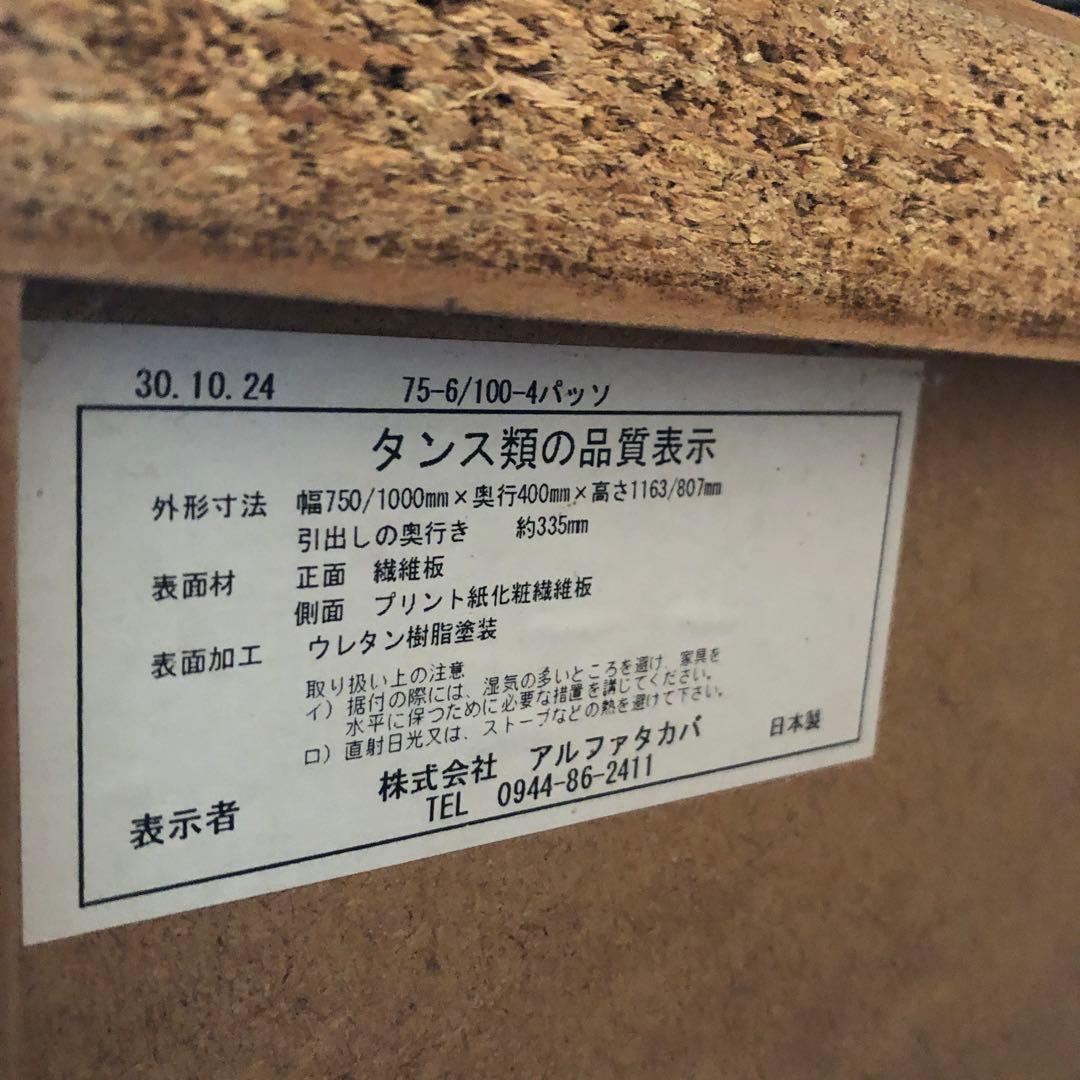 30.10.24 75-6/100-4パッソ
タンス類の品質表示
外形寸法 幅750/1000mm×奥行400mm×高さ1163/807mm
引出しの奥行き 約335mm
表面材 正面 繊維板
側面 プリント紙化粧繊維板
表面加工 ウレタン樹脂塗装
取り扱い上の注意
イ）据付の際には、湿気の多いところを避け、家具を
水平に保つために必要な措置を講じてください。
ロ）直射日光又は、ストーブなどの熱を避けて下さい。
表示者 株式会社 アルファタカバ 日本製
TEL 0944-86-2411